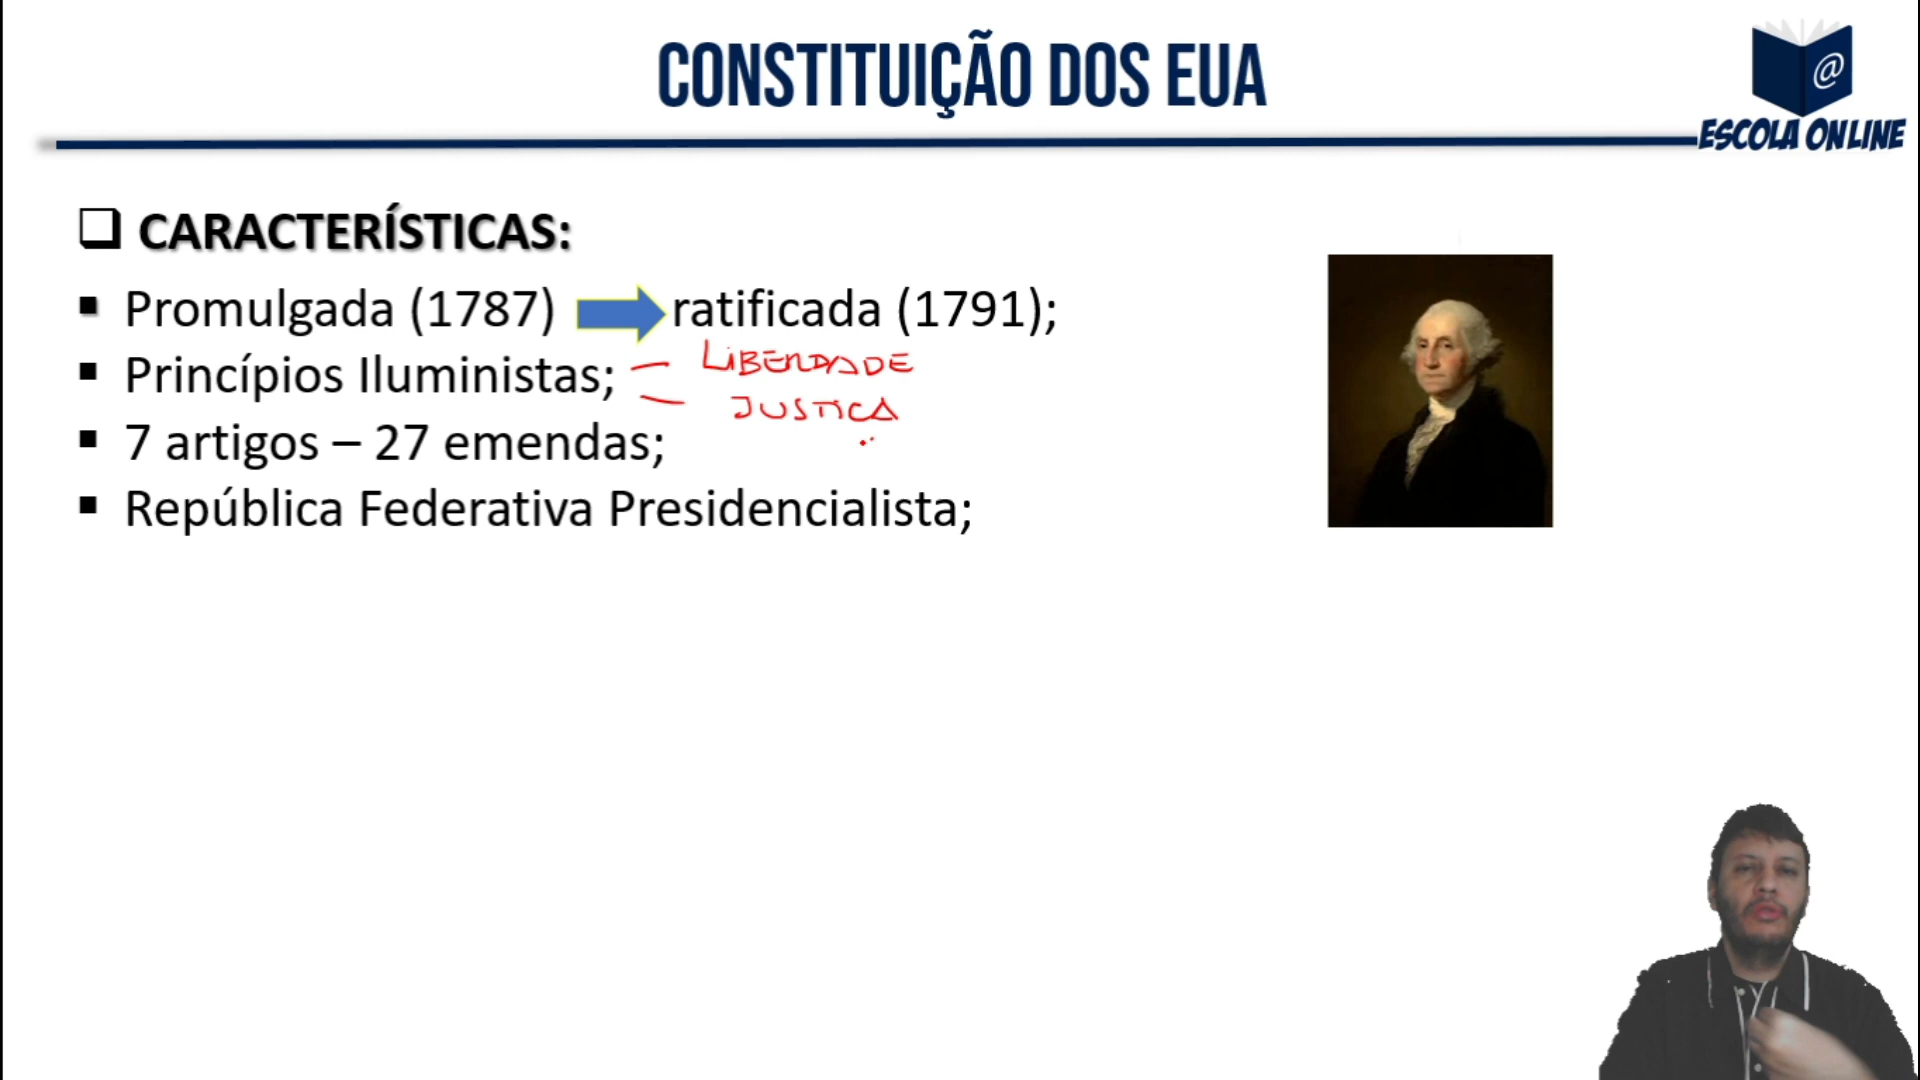 CONSTITUIÇÃO DOS EUA
@
ESCOLA ONLINE
CARACTERÍSTICAS:
Promulgada (1787) ratificada (1791);
Princípios Iluministas; – LIBERDADE
– JUSTIÇA
7 artigos – 27 emendas;
República Federativa Presidencialista;